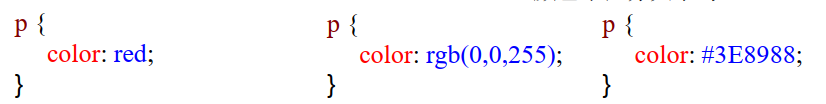 p {
color: red;
}
p {
color: rgb(0,0,255);
}
p {
color: #3E8988;
}